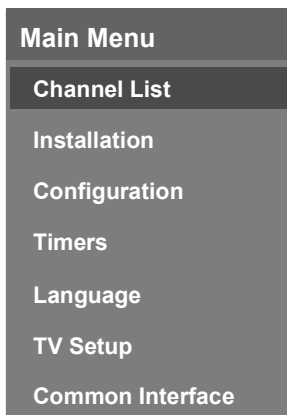 Main Menu
Channel List
Installation
Configuration
Timers
Language
TV Setup
Common Interface